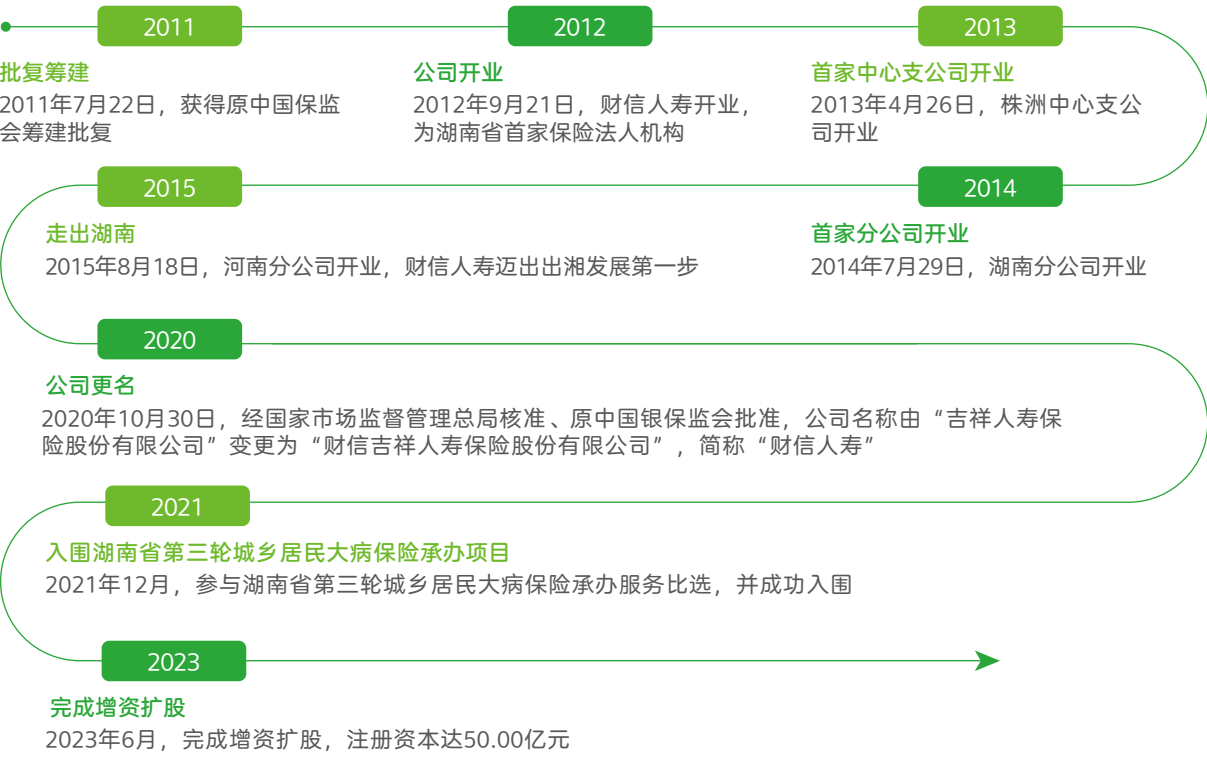 2011
2012
2013
批复筹建
2011年7月22日，获得原中国保监
会筹建批复
公司开业
2012年9月21日，财信人寿开业，
为湖南省首家保险法人机构
首家中心支公司开业
2013年4月26日，株洲中心支公
司开业
2014
首家分公司开业
2014年7月29日，湖南分公司开业
2015
走出湖南
2015年8月18日，河南分公司开业，财信人寿迈出出湘发展第一步
2020
公司更名
2020年10月30日，经国家市场监督管理总局核准、原中国银保监会批准，公司名称由“吉祥人寿保
险股份有限公司”变更为“财信吉祥人寿保险股份有限公司”，简称“财信人寿”
2021
入围湖南省第三轮城乡居民大病保险承办项目
2021年12月，参与湖南省第三轮城乡居民大病保险承办服务比选，并成功入围
2023
完成增资扩股
2023年6月，完成增资扩股，注册资本达50.00亿元